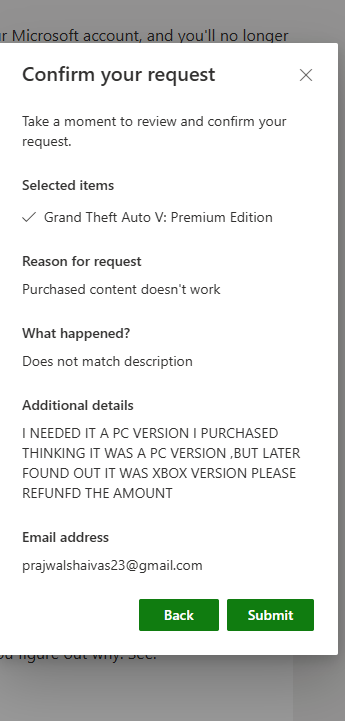 r Microsoft account, and you'll no longer
Confirm your request
Take a moment to review and confirm your
request.
Selected items
Grand Theft Auto V: Premium Edition
Reason for request
Purchased content doesn't work
What happened?
Does not match description
Additional details
I NEEDED IT A PC VERSION I PURCHASED
THINKING IT WAS A PC VERSION ,BUT LATER
FOUND OUT IT WAS XBOX VERSION PLEASE
REFUNFD THE AMOUNT
Email address
prajwalshaivas23@gmail.com
Back Submit
figure out why. See: